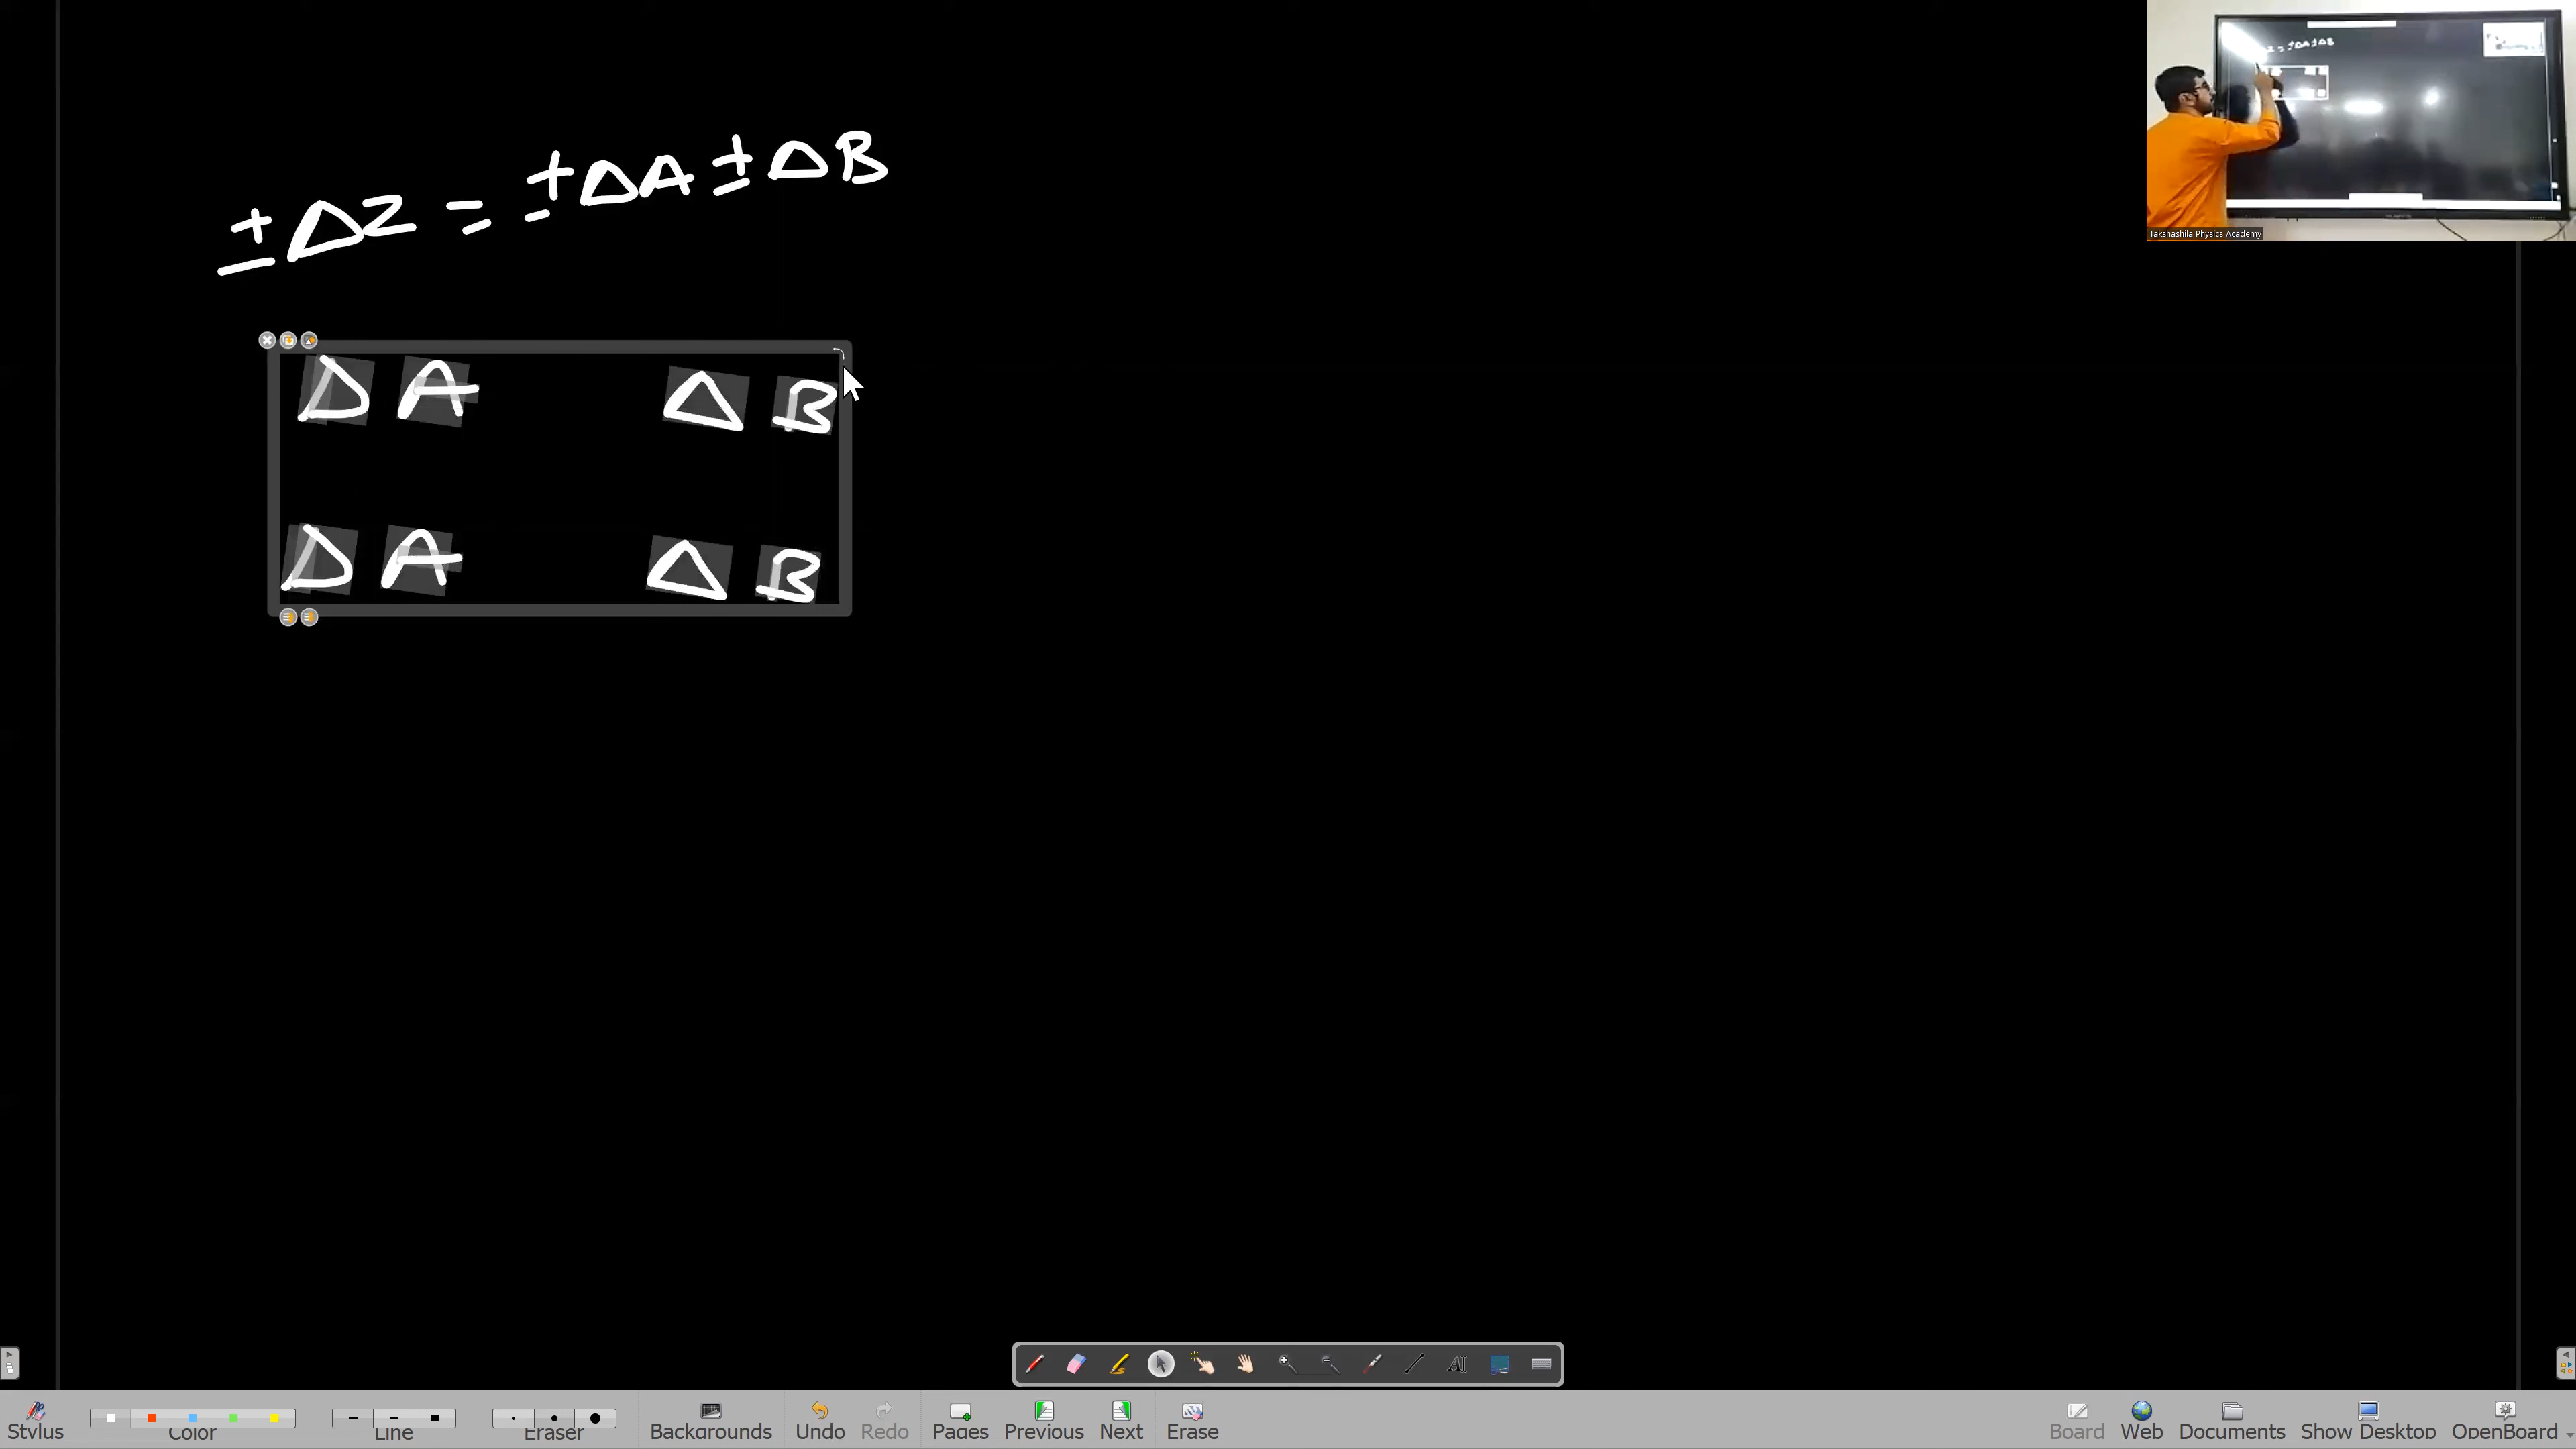 ± ΔZ = ± ΔA ± ΔB
ΔA ΔB
ΔA ΔB
Takshashila Physics Academy
Stylus Color Line Eraser Backgrounds Undo Redo Pages Previous Next Erase Board Web Documents Show Desktop OpenBoard